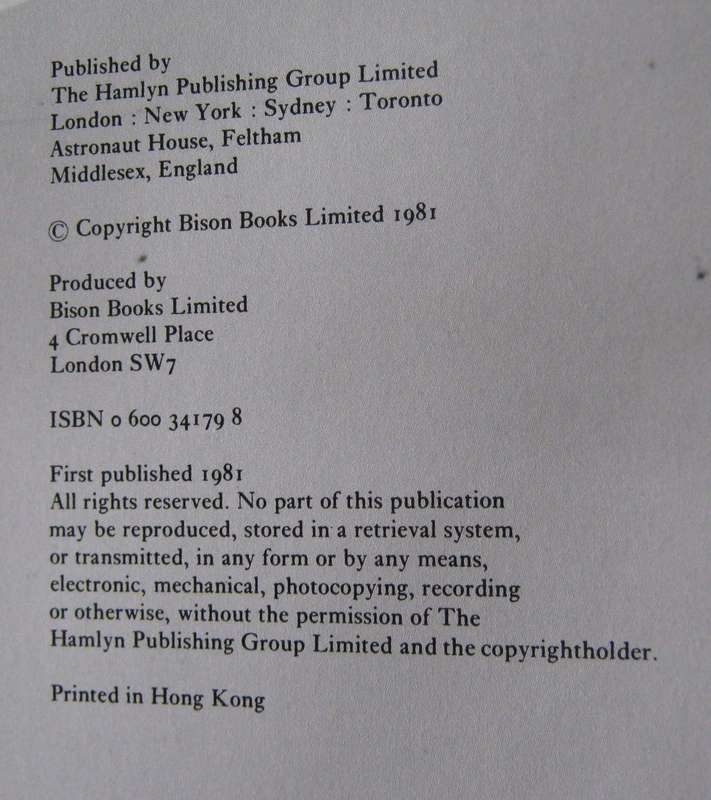 Published by
The Hamlyn Publishing Group Limited
London : New York : Sydney : Toronto
Astronaut House, Feltham
Middlesex, England
© Copyright Bison Books Limited 1981
Produced by
Bison Books Limited
4 Cromwell Place
London SW7
ISBN 0 600 34179 8
First published 1981
All rights reserved. No part of this publication
may be reproduced, stored in a retrieval system,
or transmitted, in any form or by any means,
electronic, mechanical, photocopying, recording
or otherwise, without the permission of The
Hamlyn Publishing Group Limited and the copyrightholder.
Printed in Hong Kong